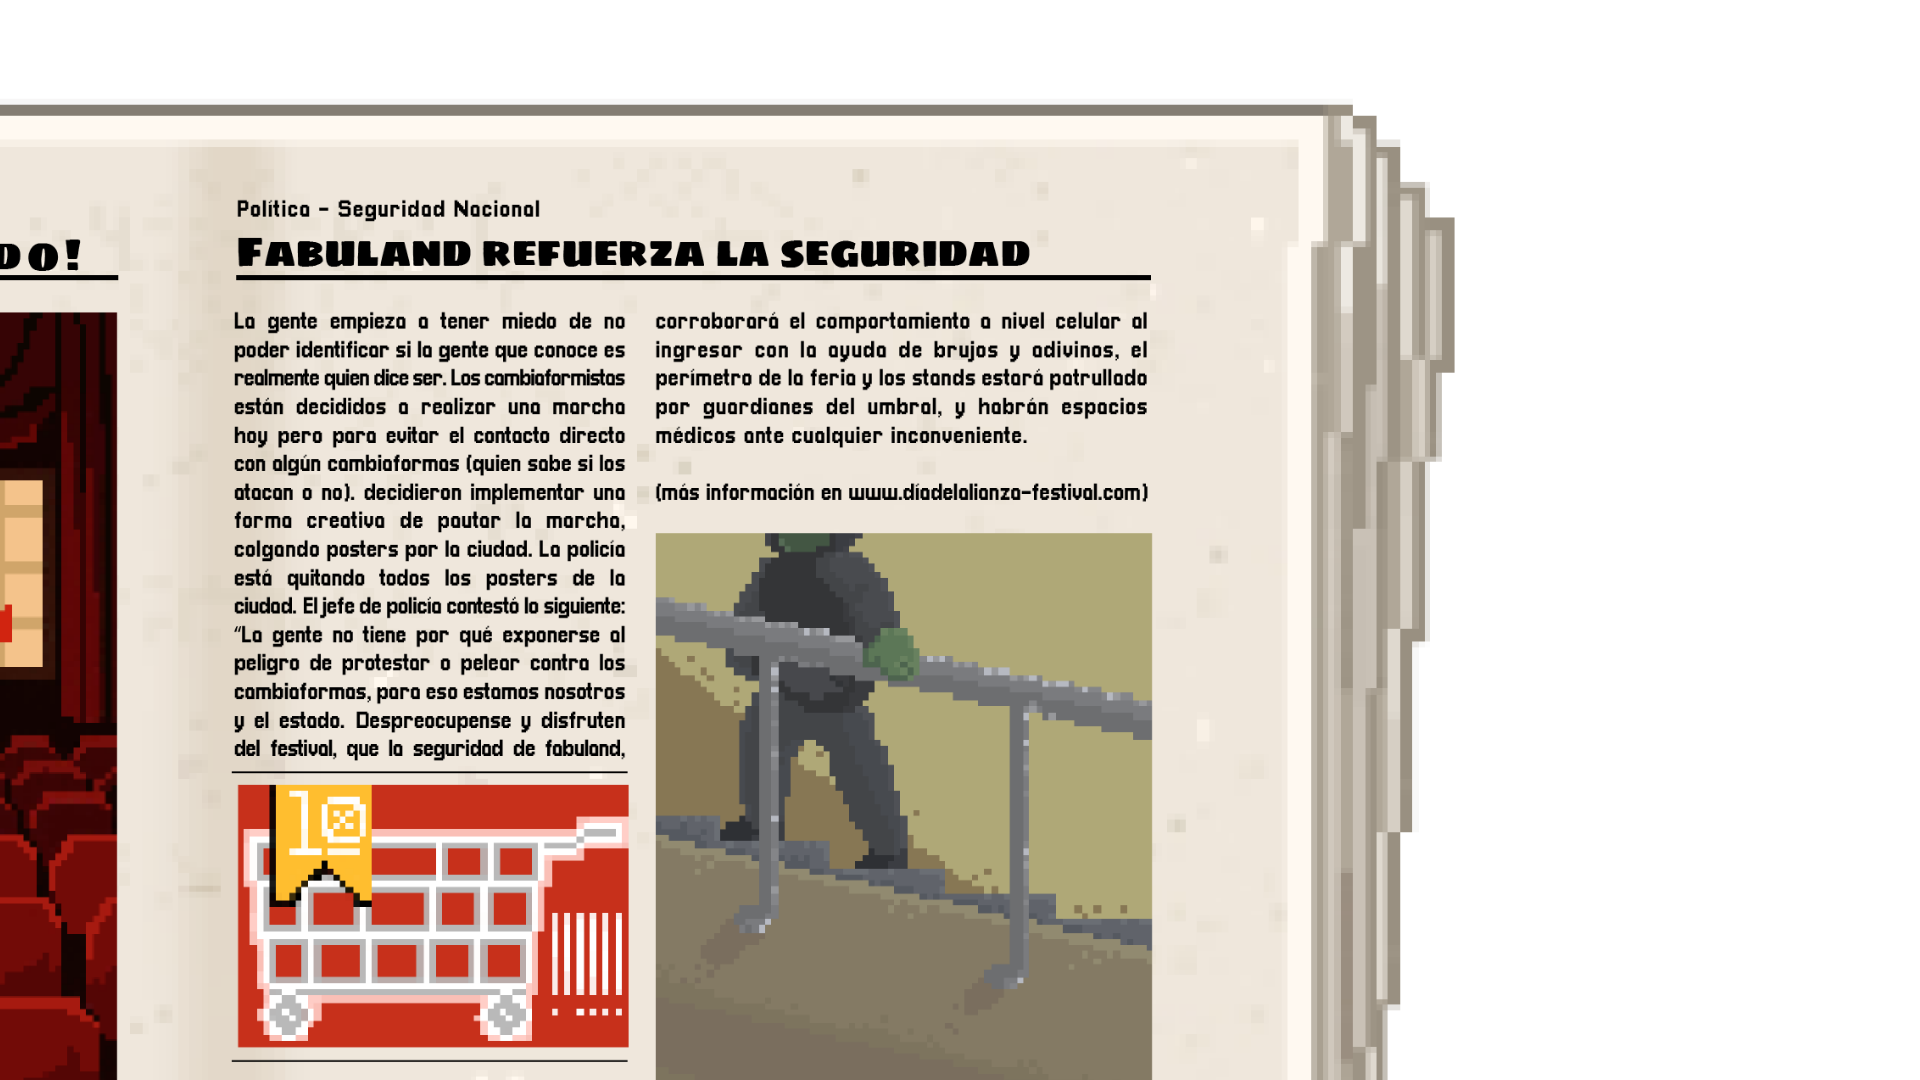 DO!
Política - Seguridad Nacional
FABULAND REFUERZA LA SEGURIDAD
La gente empieza a tener miedo de no
poder identificar si la gente que conoce es
realmente quien dice ser. Los cambiaformistas
están decididos a realizar una marcha
hoy pero para evitar el contacto directo
con algún cambiaformas (quien sabe si los
atacan o no). decidieron implementar una
forma creativa de pautar la marcha,
colgando posters por la ciudad. La policía
está quitando todos los posters de la
ciudad. El jefe de policía contestó lo siguiente:
“La gente no tiene por qué exponerse al
peligro de protestar o pelear contra los
cambiaformas, para eso estamos nosotros
y el estado. Despreocupense y disfruten
del festival, que la seguridad de fabuland,
corroborará el comportamiento a nivel celular al
ingresar con la ayuda de brujos y adivinos, el
perímetro de la feria y los stands estará patrullado
por guardianes del umbral, y habrán espacios
médicos ante cualquier inconveniente.
(más información en www.díadelalianza-festival.com)